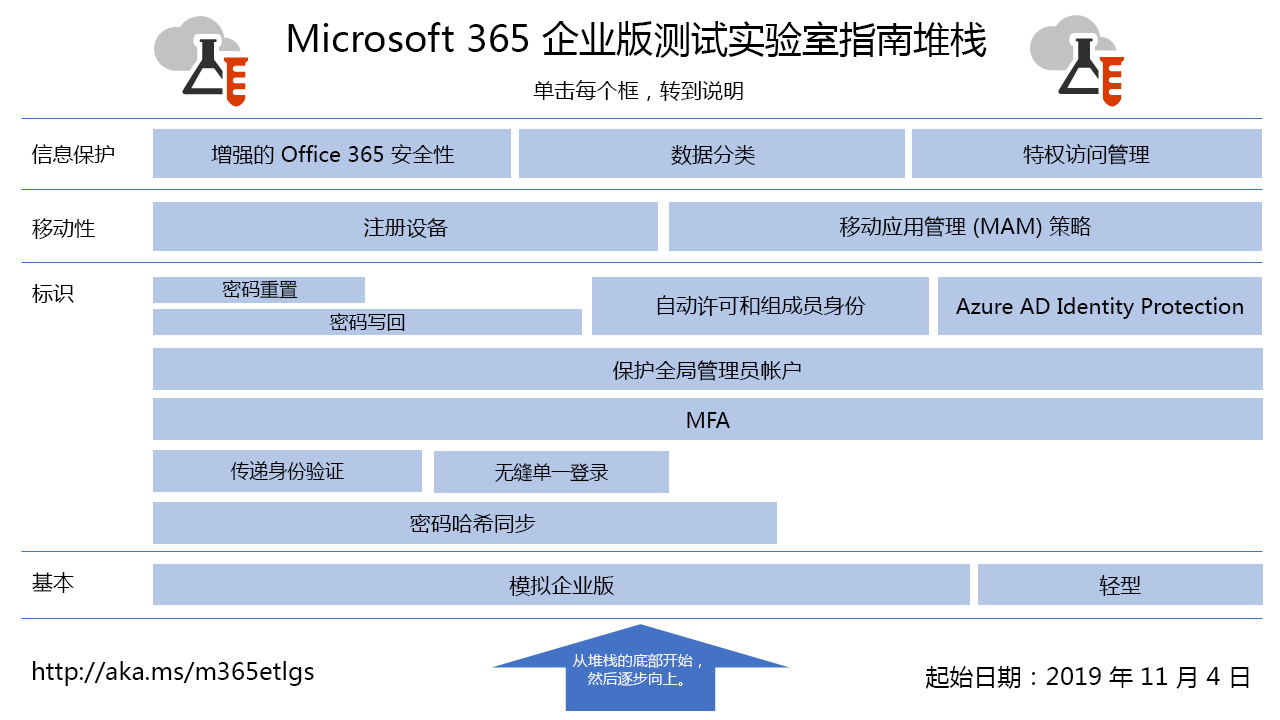 Microsoft 365 企业版测试实验室指南堆栈
单击每个框，转到说明
信息保护
增强的 Office 365 安全性
数据分类
特权访问管理
移动性
注册设备
移动应用管理 (MAM) 策略
标识
密码重置
密码写回
自动许可和组成员身份
Azure AD Identity Protection
保护全局管理员帐户
MFA
传递身份验证
无缝单一登录
密码哈希同步
基本
模拟企业版
轻型
http://aka.ms/m365etlgs
从堆栈的底部开始，
然后逐步向上。
起始日期：2019 年 11 月 4 日